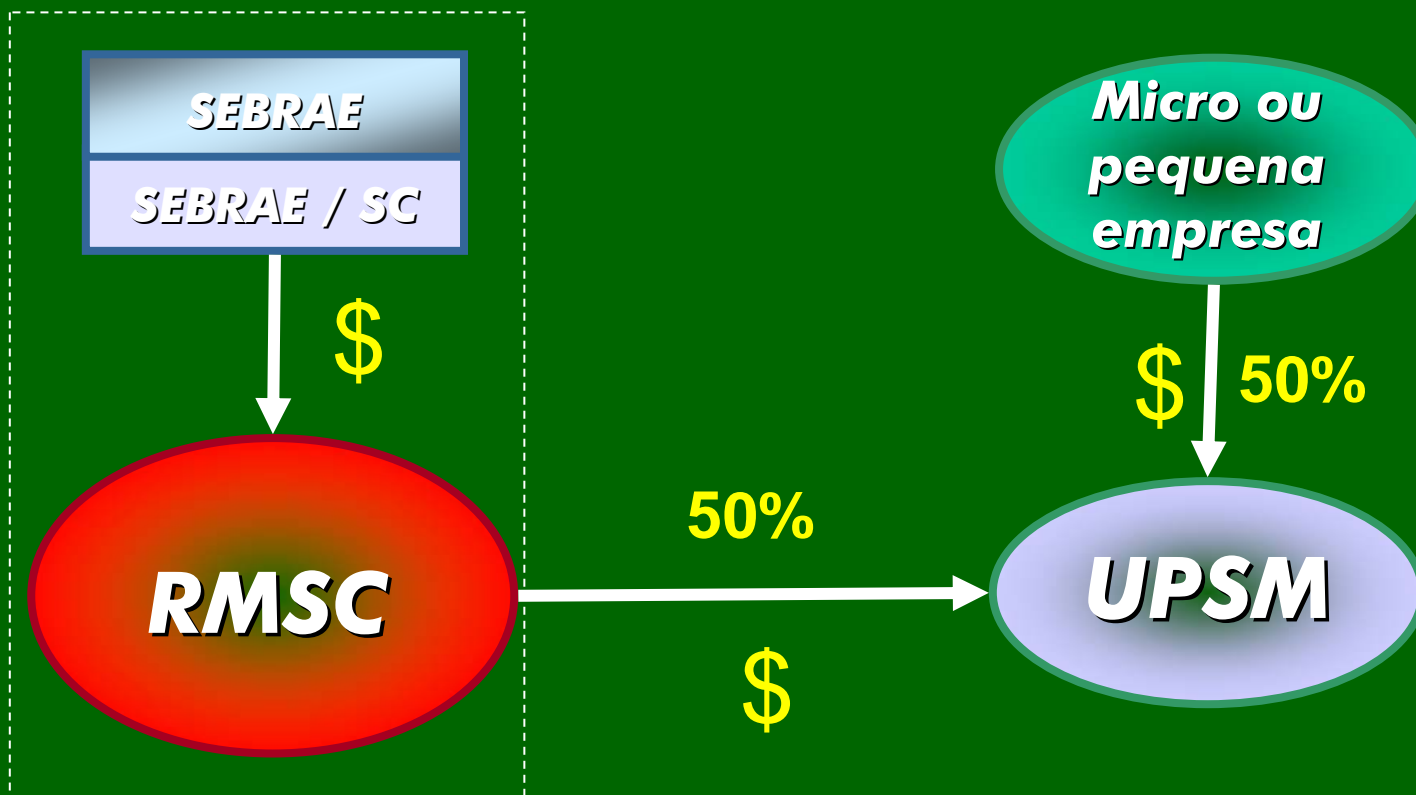 SEBRAE
SEBRAE / SC
$
RMSC
50%
$
Micro ou
pequena
empresa
$ 50%
UPSM